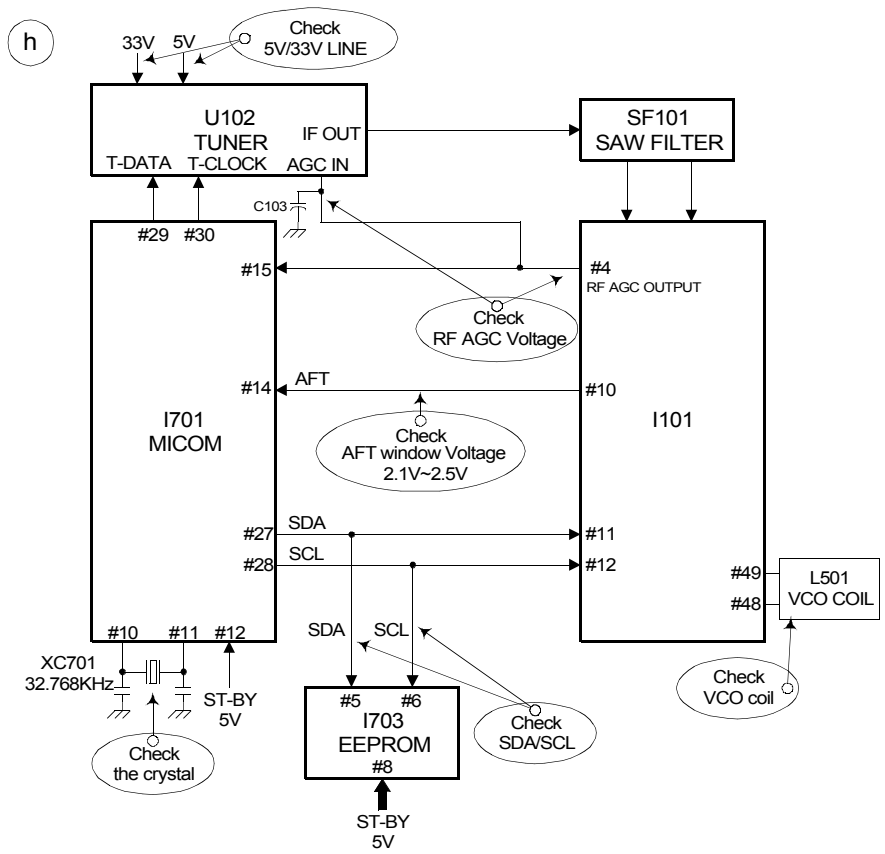 h
33V
5V
Check
5V/33V LINE
U102
TUNER
IF OUT
T-DATA
T-CLOCK
AGC IN
SF101
SAW FILTER
C103
#29
#30
#15
#4
RF AGC OUTPUT
Check
RF AGC Voltage
#14
AFT
#10
I701
MICOM
I101
Check
AFT window Voltage
2.1V~2.5V
#27
SDA
#11
#28
SCL
#12
#49
#48
L501
VCO COIL
#10
#11
#12
SDA
SCL
XC701
32.768KHz
ST-BY
5V
Check
VCO coil
#5
#6
I703
EEPROM
#8
Check
SDA/SCL
Check
the crystal
ST-BY
5V